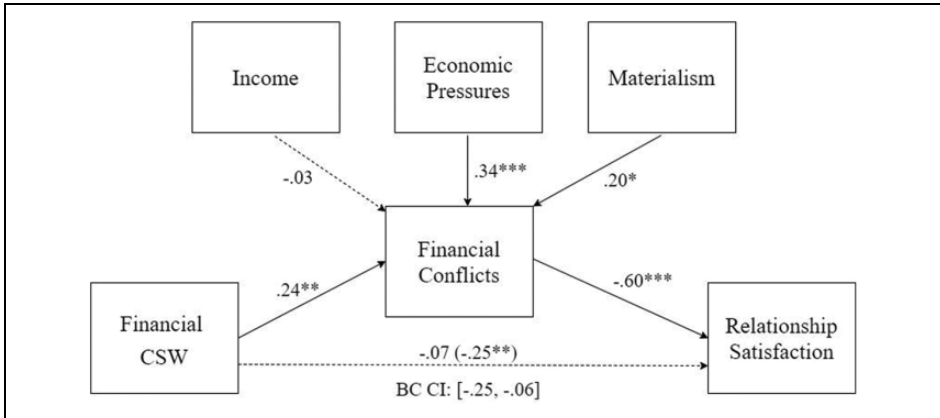 Income
Economic
Pressures
Materialism
-.03
.34***
.20*
Financial
Conflicts
.24**
-.60***
Financial
CSW
-.07 (-.25**)
BC CI: [-.25, -.06]
Relationship
Satisfaction